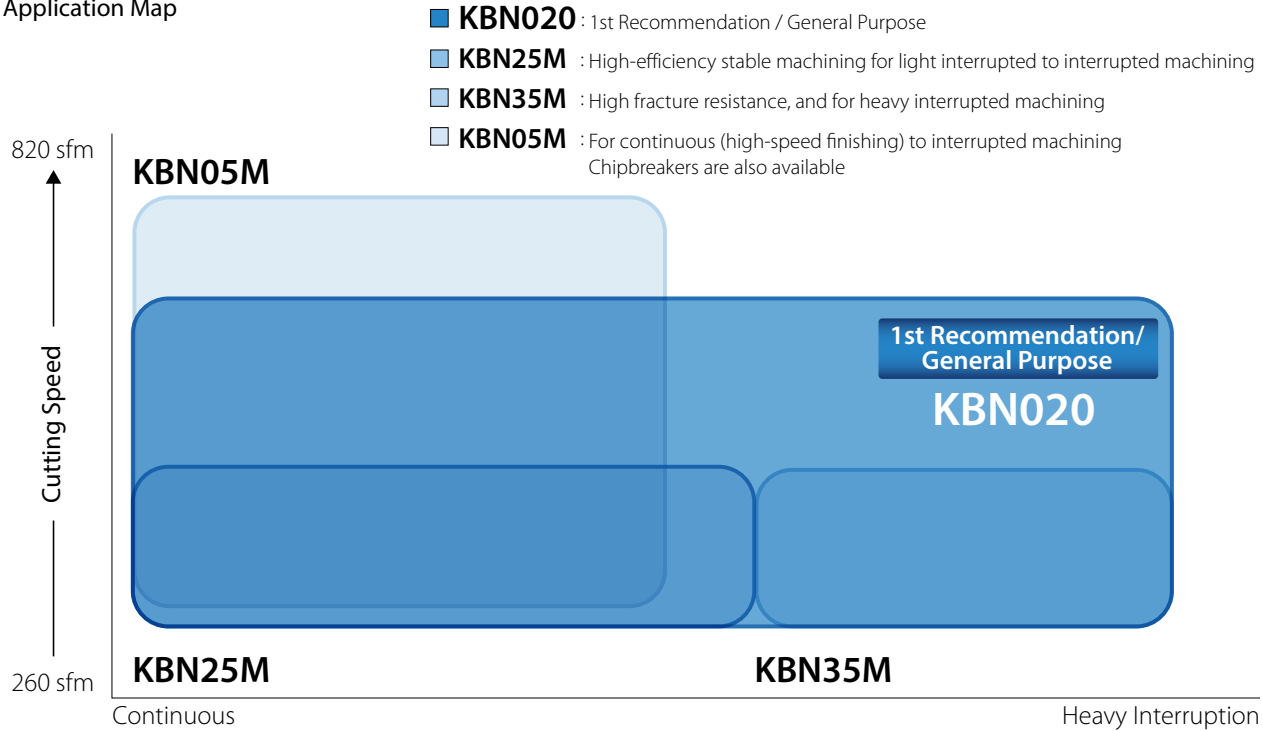 Application Map
KBN020 : 1st Recommendation / General Purpose
KBN25M : High-efficiency stable machining for light interrupted to interrupted machining
KBN35M : High fracture resistance, and for heavy interrupted machining
KBN05M : For continuous (high-speed finishing) to interrupted machining
Chipbreakers are also available
820 sfm
KBN05M
1st Recommendation/
General Purpose
KBN020
Cutting Speed
KBN25M
KBN35M
260 sfm
Continuous
Heavy Interruption